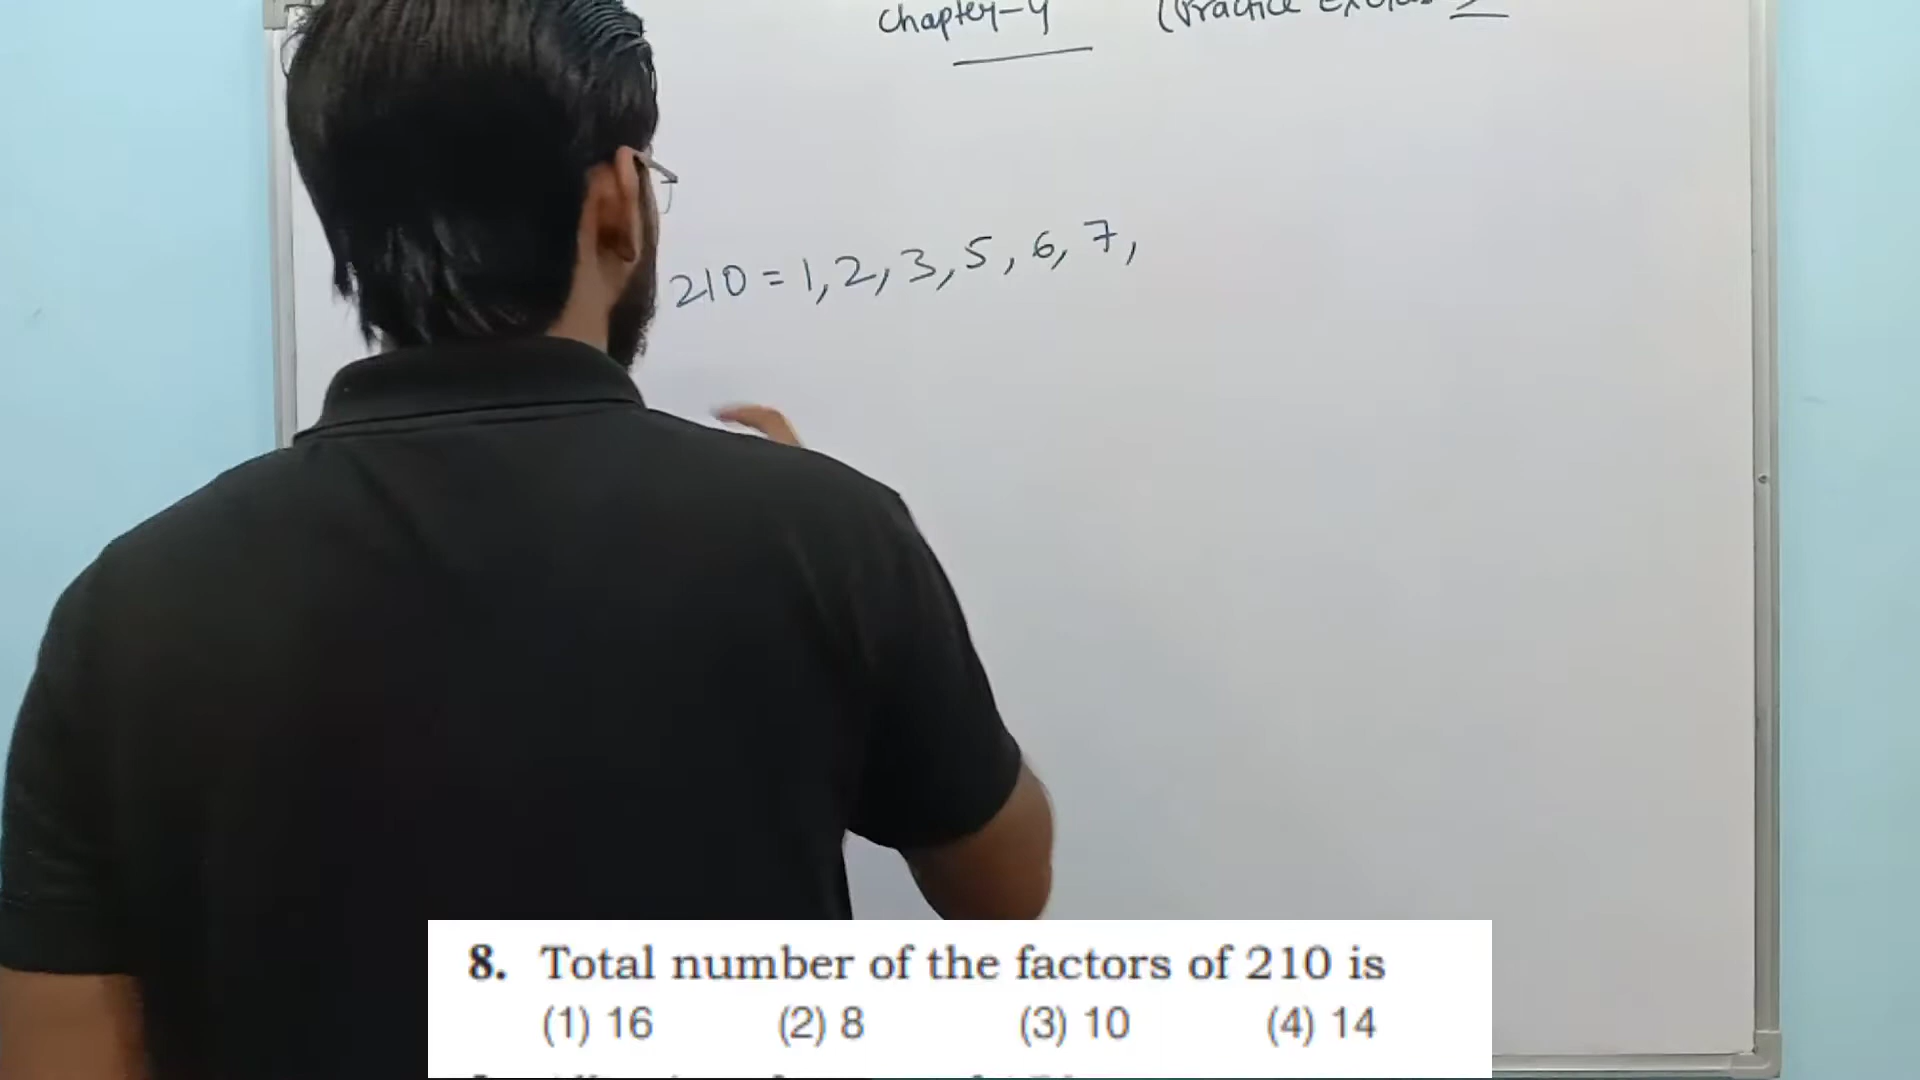 Chapter-4 (Practice
210 = 1, 2, 3, 5, 6, 7,
8. Total number of the factors of 210 is
(1) 16 (2) 8 (3) 10 (4) 14